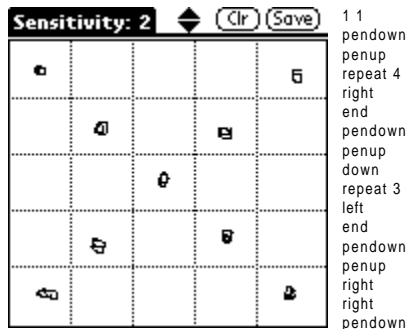 Sensitivity: 2 Clr Save
1 1
pendown
penup
repeat 4
right
end
pendown
penup
down
repeat 3
left
end
pendown
penup
right
right
pendown